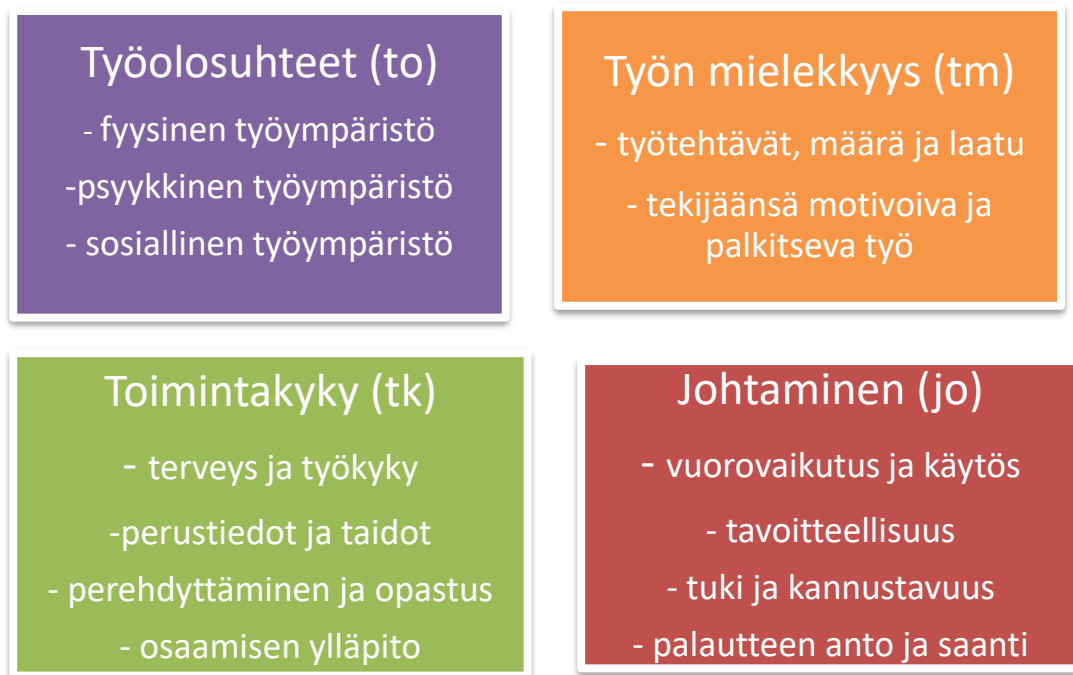 Työolosuhteet (to)
- fyysinen työympäristö
-psyykkinen työympäristö
- sosiallinen työympäristö
Työn mielekkyys (tm)
- työtehtävät, määrä ja laatu
- tekijäänsä motivoiva ja
palkitseva työ
Toimintakyky (tk)
- terveys ja työkyky
-perustiedot ja taidot
- perehdyttäminen ja opastus
- osaamisen ylläpito
Johtaminen (jo)
- vuorovaikutus ja käytös
- tavoitteellisuus
- tuki ja kannustavuus
- palautteen anto ja saanti